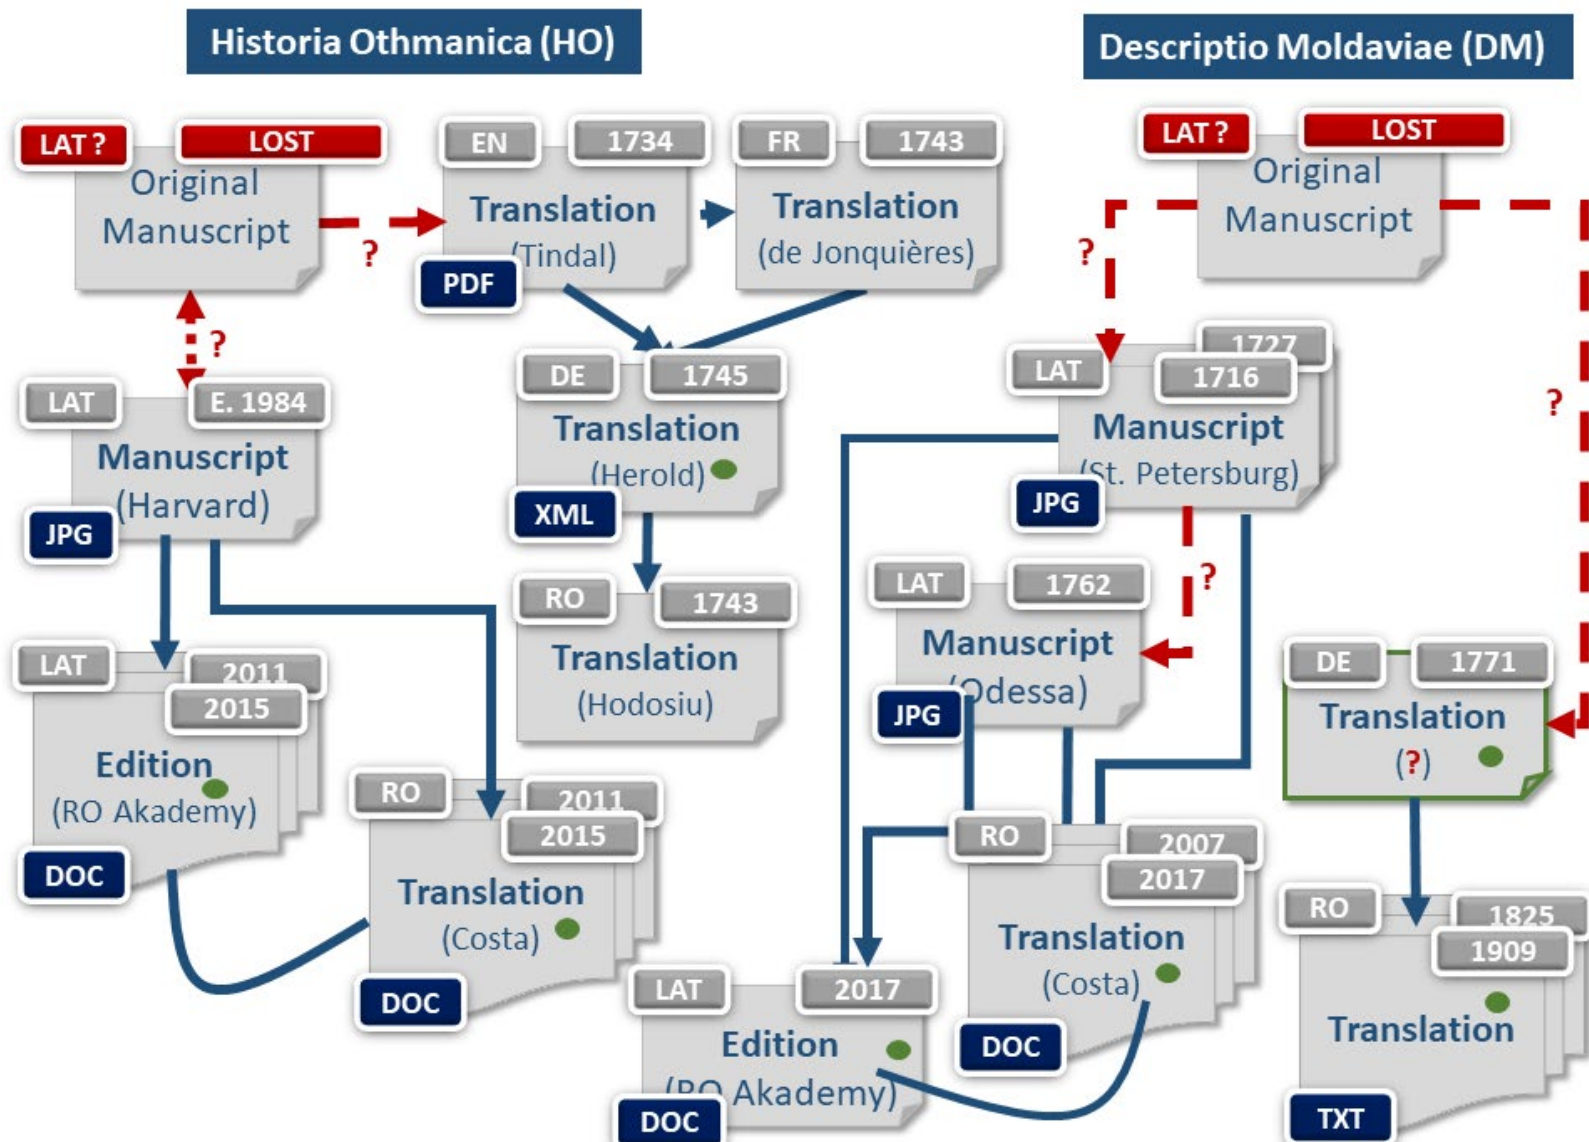 Historia Othmanica (HO)
Descriptio Moldaviae (DM)
LAT ?
LOST
Original
Manuscript
?
EN
1734
Translation
(Tindal)
PDF
FR
1743
Translation
(de Jonquières)
LAT ?
LOST
Original
Manuscript
?
?
?
LAT
E. 1984
Manuscript
(Harvard)
JPG
DE
1745
Translation
(Herold)
XML
LAT
1727
1716
Manuscript
(St. Petersburg)
JPG
?
RO
1743
Translation
(Hodosiu)
LAT
1762
Manuscript
(Odessa)
JPG
LAT
2011
2015
Edition
(RO Akademy)
DOC
DE
1771
Translation
(?)
RO
2011
2015
Translation
(Costa)
DOC
RO
2007
2017
Translation
(Costa)
DOC
RO
1825
1909
Translation
TXT
LAT
2017
Edition
(RO Akademy)
DOC